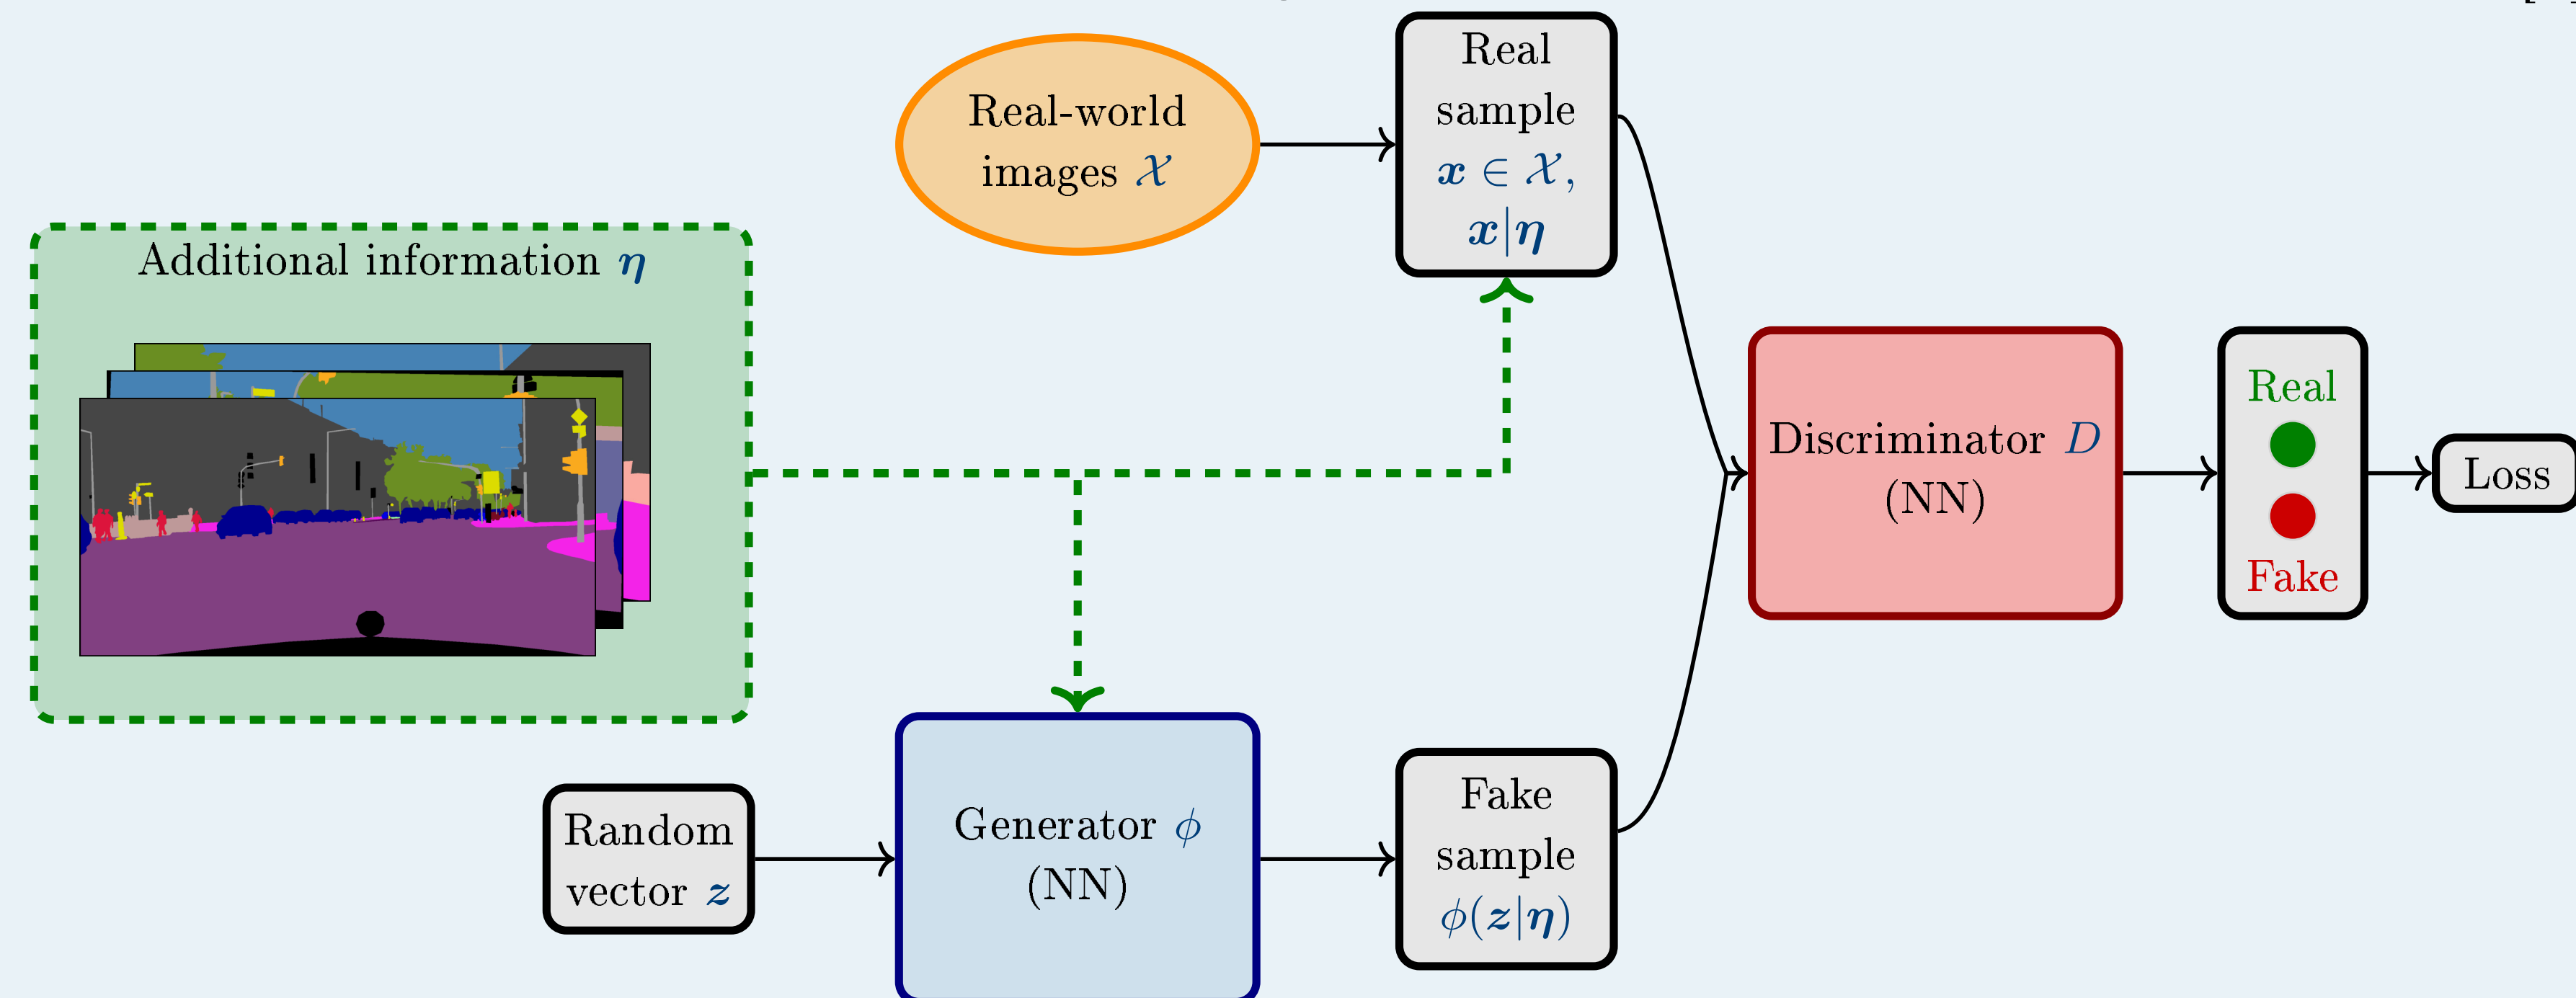 Real-world
images 𝒳
Real
sample
x ∈ 𝒳,
x|η
Additional information η
Discriminator D
(NN)
Real
Fake
Loss
Random
vector z
Generator ϕ
(NN)
Fake
sample
ϕ(z|η)